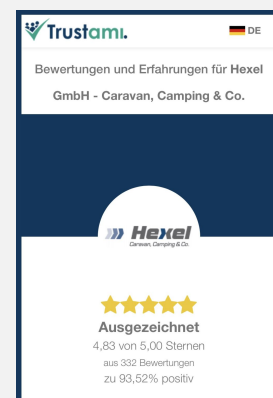 Trustami.
DE
Bewertungen und Erfahrungen für Hexel
GmbH - Caravan, Camping & Co.
Hexel
Caravan, Camping & Co.
Ausgezeichnet
4,83 von 5,00 Sternen
aus 332 Bewertungen
zu 93,52% positiv